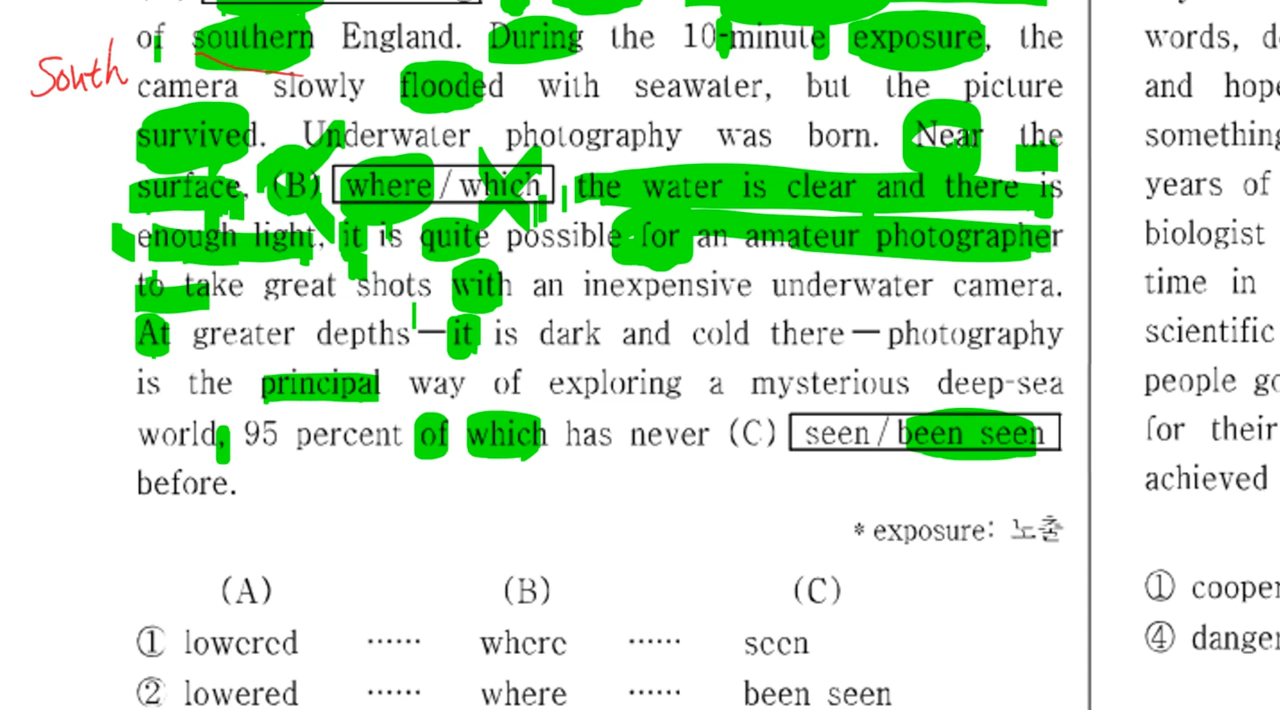 of southern England. During the 10-minute exposure, the
South
camera slowly flooded with seawater, but the picture
survived. Underwater photography was born. Near the
surface, (B) where / which the water is clear and there is
enough light, it is quite possible for an amateur photographer
to take great shots with an inexpensive underwater camera.
At greater depths — it is dark and cold there — photography
is the principal way of exploring a mysterious deep-sea
world, 95 percent of which has never (C) seen / been seen
before.
* exposure: 노출
(A) (B) (C)
① lowered ...... where ...... seen
② lowered ...... where ...... been seen
words,
and
something
years of
biologist
time in
scientific
people
for their
achieved
①
④